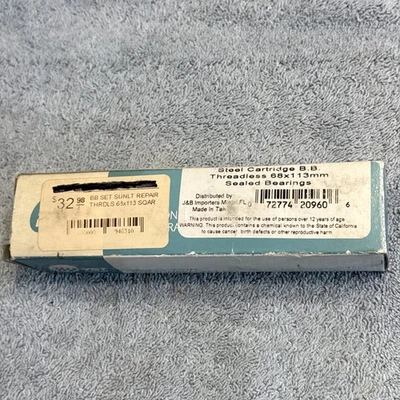 $32.98
BB SET SUNLT REPAIR
THRDLS 68x113 SQAR
Steel Cartridge B.B.
Threadless 68x113mm
Sealed Bearings
Distributed by
J&B Importers
Made in
0 72774 20960 6
This product is intended for the use of persons over 12 years of age
WARNING: This product contains a chemical known to the State of California
to cause cancer, birth defects or other reproductive harm